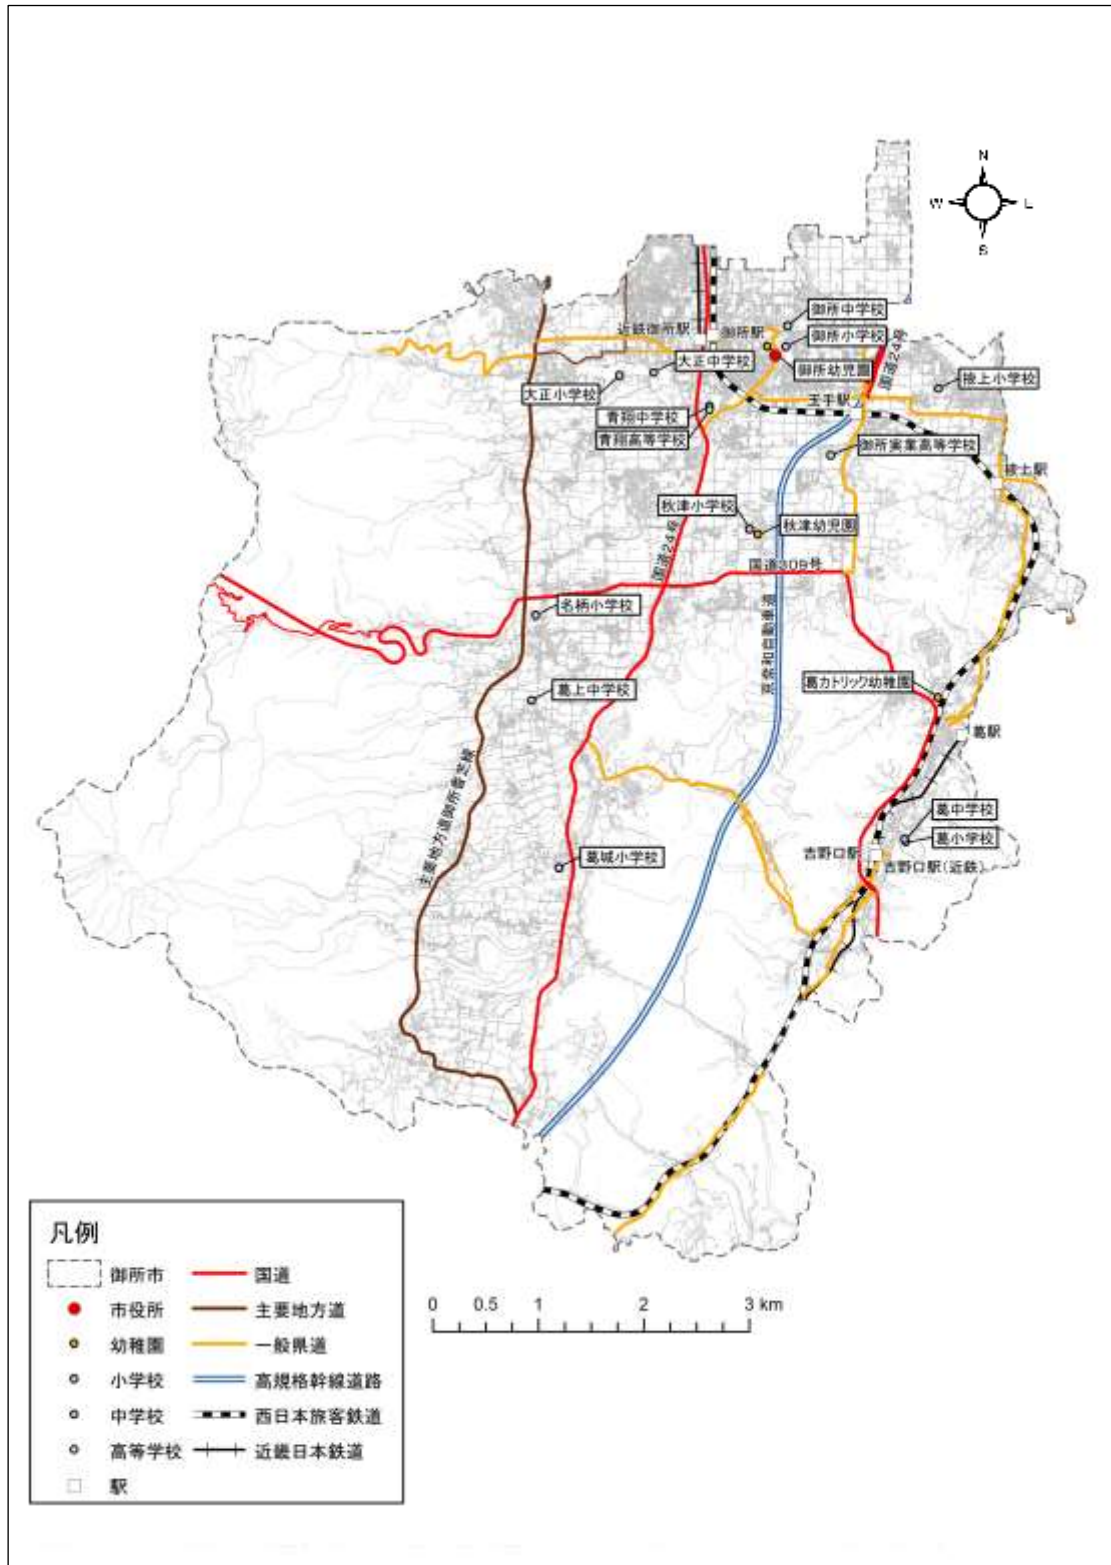 N
W
L
S
御所中学校
近鉄御所駅
御所駅
御所小学校
国道24号
大正中学校
御所幼児園
掖上小学校
大正小学校
玉手駅
青翔中学校
青翔高等学校
御所実業高等学校
掖上駅
秋津小学校
秋津幼児園
国道24号
国道309号
名柄小学校
京奈和自動車道
葛カトリック幼稚園
葛上中学校
葛駅
主要地方道御所香芝線
葛中学校
葛小学校
葛城小学校
吉野口駅
吉野口駅(近鉄)
凡例
御所市
国道
市役所
主要地方道
幼稚園
一般県道
小学校
高規格幹線道路
中学校
西日本旅客鉄道
高等学校
近畿日本鉄道
駅
0 0.5 1 2 3 km